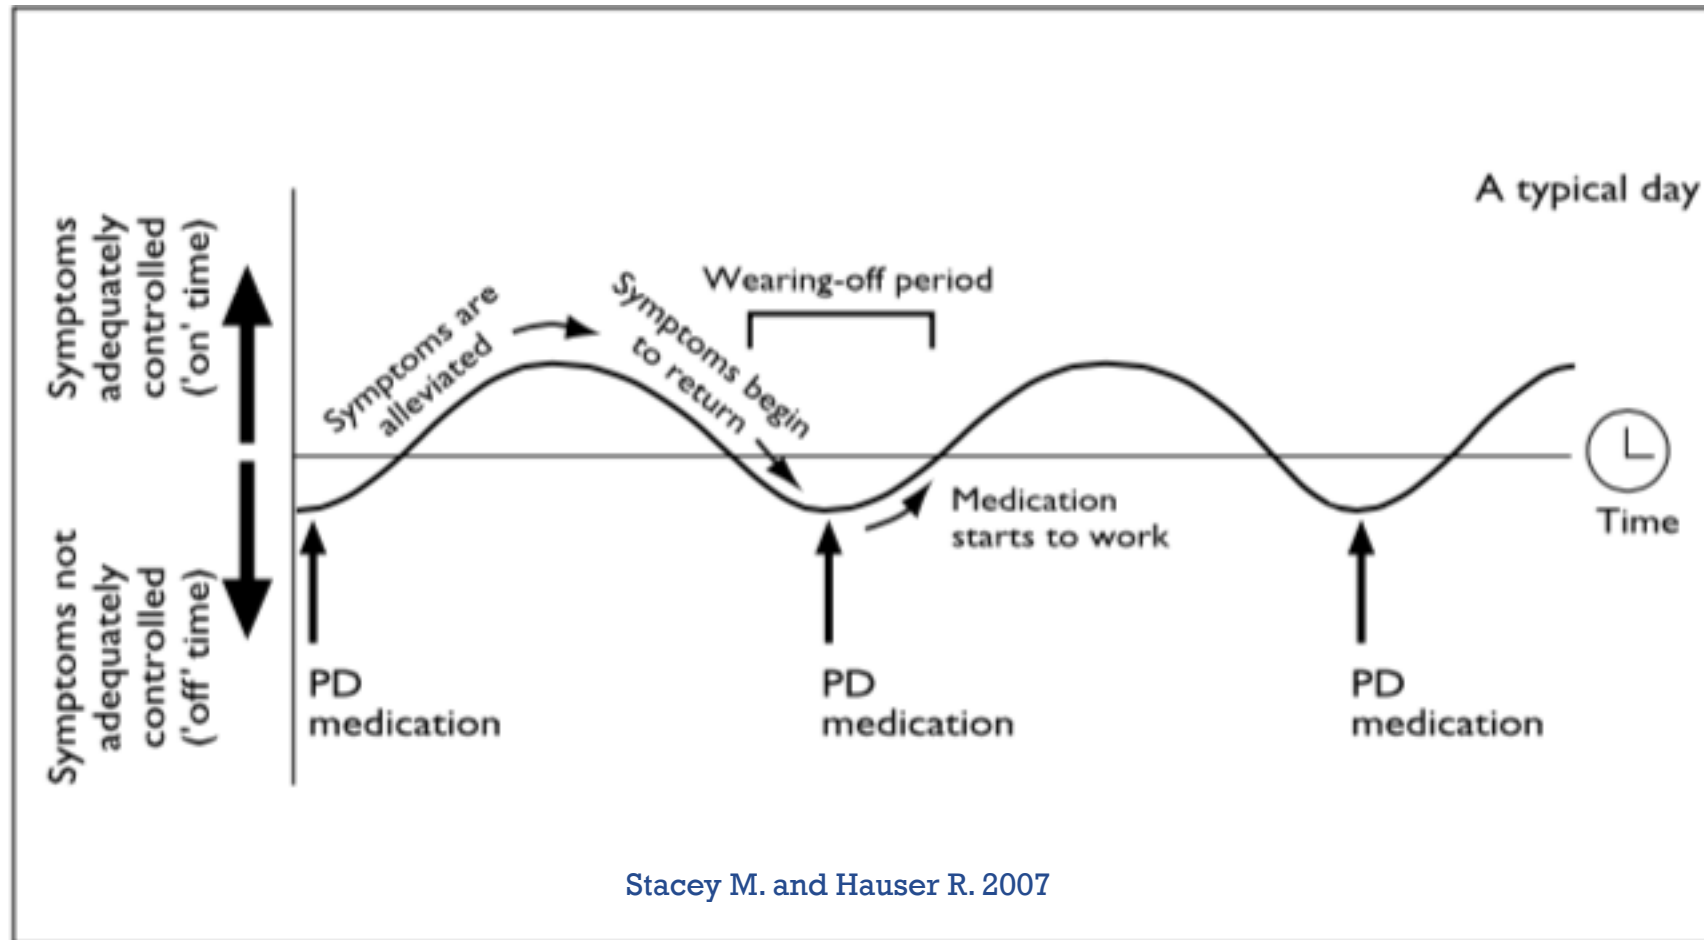 A typical day
Symptoms
adequately
controlled
('on' time)
Symptoms not
adequately
controlled
('off' time)
Symptoms are
alleviated
Symptoms begin
to return
Wearing-off period
Medication
starts to work
Time
PD
medication
PD
medication
PD
medication
Stacey M. and Hauser R. 2007